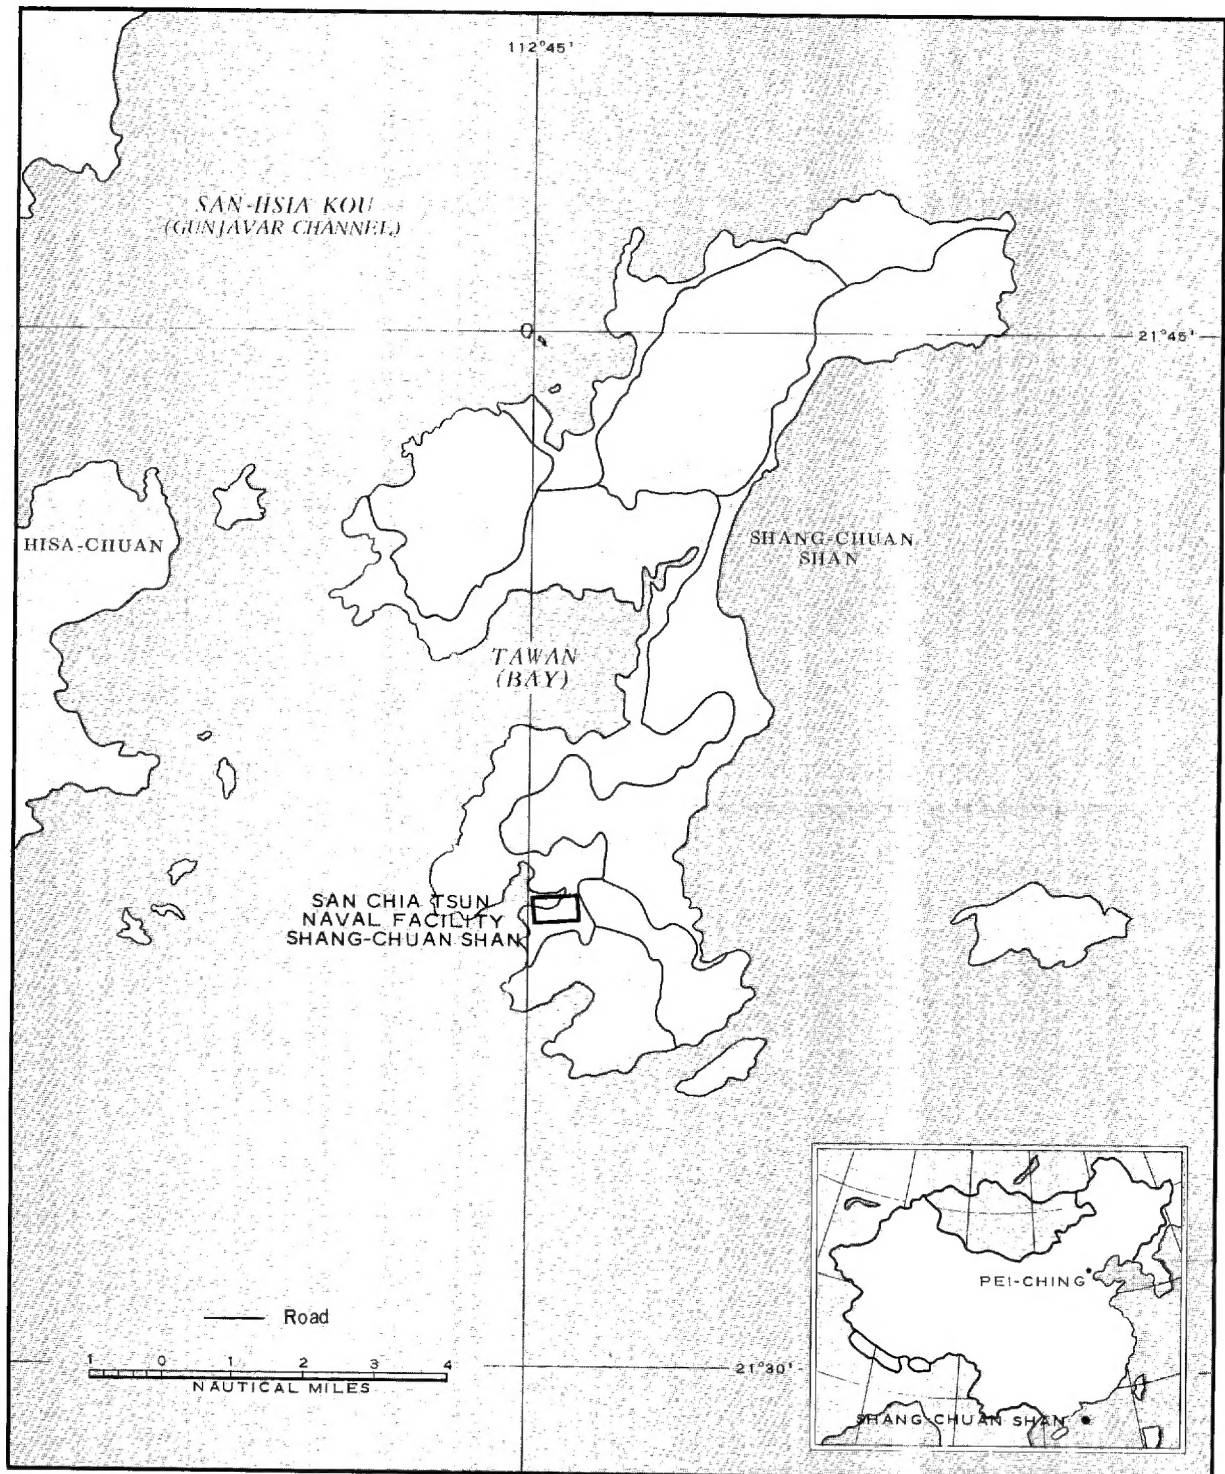 112°45'
SAN-HSIA KOU
(GUNJAVAR CHANNEL)
21°45'
HISA-CHUAN
SHANG-CHUAN
SHAN
TAWAN
(BAY)
SAN CHIA TSUN
NAVAL FACILITY
SHANG-CHUAN SHAN
PEI-CHING
Road
1 0 1 2 3 4
NAUTICAL MILES
21°30'
SHANG-CHUAN SHAN